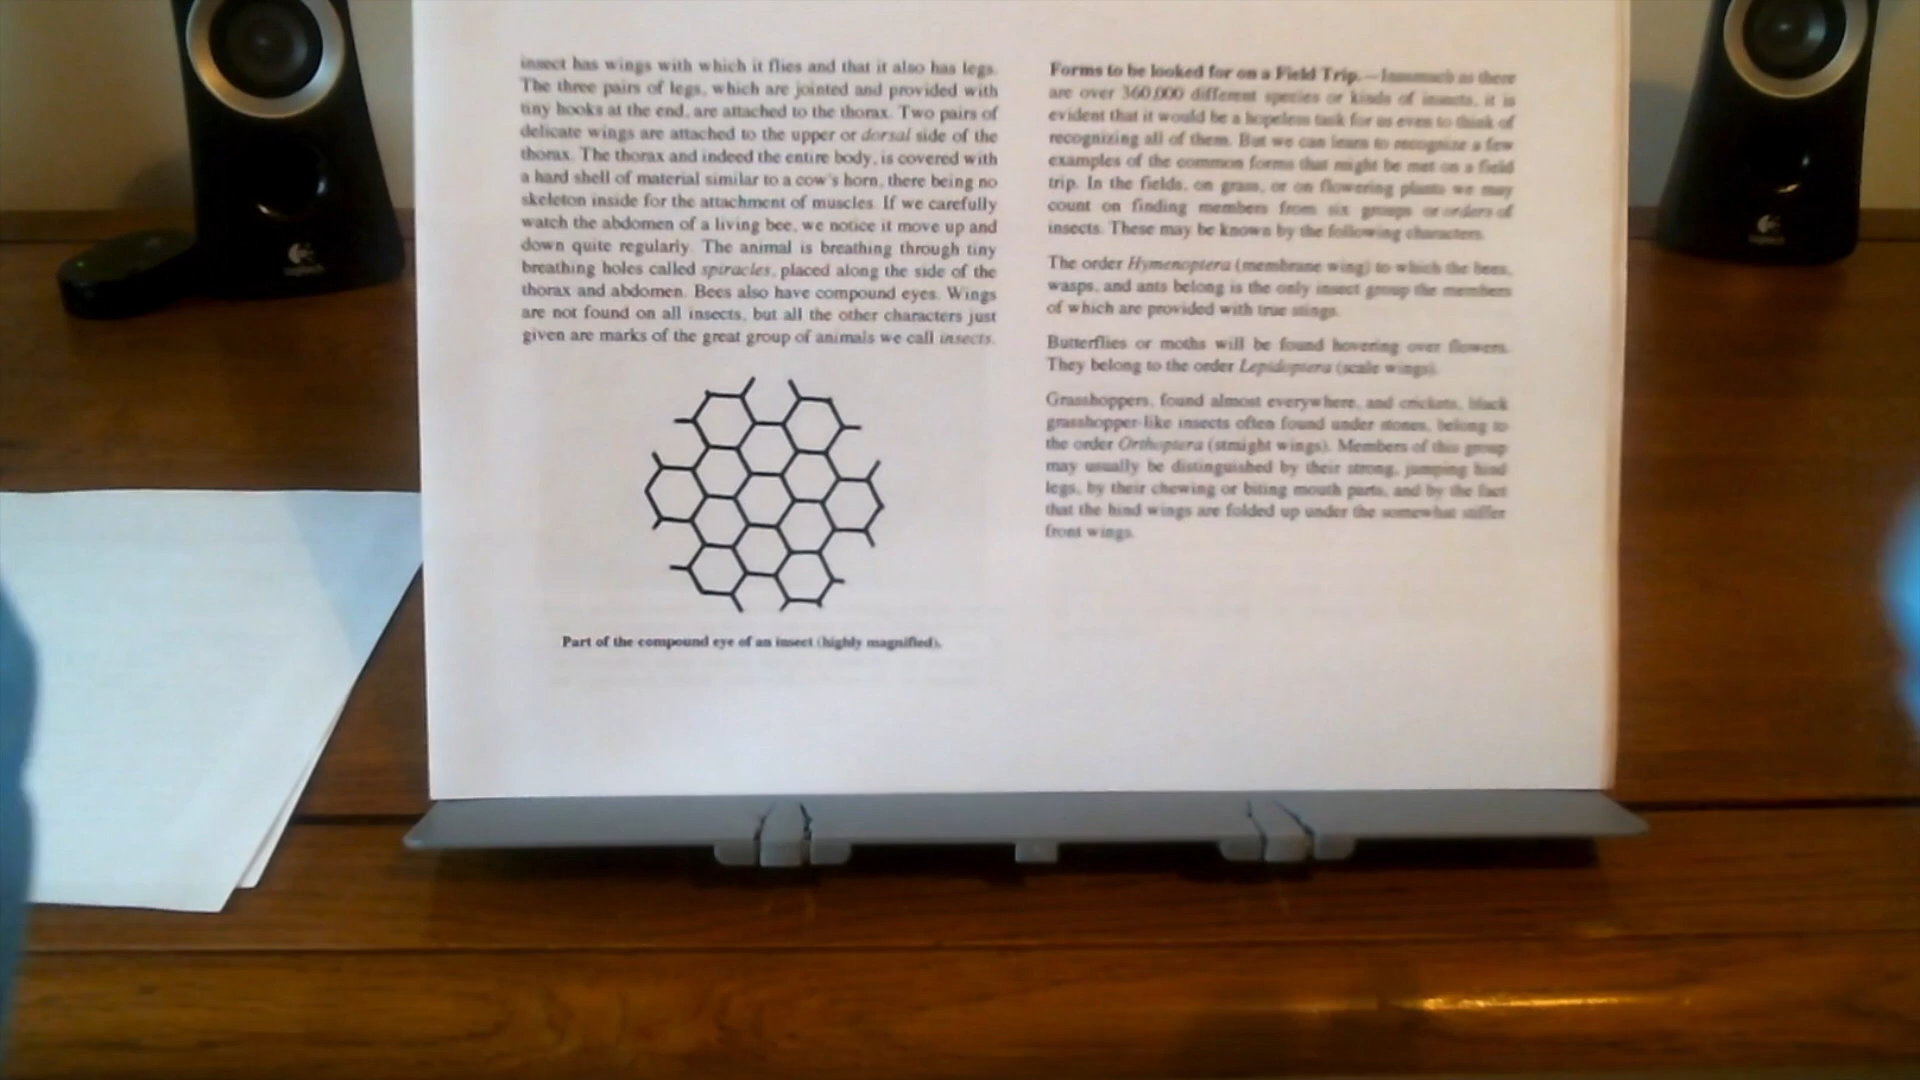 insect has wings with which it flies and that it also has legs.
The three pairs of legs, which are jointed and provided with
tiny hooks at the end, are attached to the thorax. Two pairs of
delicate wings are attached to the upper or dorsal side of the
thorax. The thorax and indeed the entire body, is covered with
a hard shell of material similar to a cow's horn, there being no
skeleton inside for the attachment of muscles. If we carefully
watch the abdomen of a living bee, we notice it move up and
down quite regularly. The animal is breathing through tiny
breathing holes called spiracles, placed along the side of the
thorax and abdomen. Bees also have compound eyes. Wings
are not found on all insects, but all the other characters just
given are marks of the great group of animals we call insects.
Part of the compound eye of an insect (highly magnified).
Forms to be looked for on a Field Trip.—Inasmuch as there
are over 360,000 different species or kinds of insects, it is
evident that it would be a hopeless task for us even to think of
recognizing all of them. But we can learn to recognize a few
examples of the common forms that might be met on a field
trip. In the fields, on grass, or on flowering plants we may
count on finding members from six groups or orders of
insects. These may be known by the following characters.
The order Hymenoptera (membrane wing) to which the bees,
wasps, and ants belong is the only insect group the members
of which are provided with true stings.
Butterflies or moths will be found hovering over flowers.
They belong to the order Lepidoptera (scale wings).
Grasshoppers, found almost everywhere, and crickets, black
grasshopper-like insects often found under stones, belong to
the order Orthoptera (straight wings). Members of this group
may usually be distinguished by their strong, jumping hind
legs, by their chewing or biting mouth parts, and by the fact
that the hind wings are folded up under the somewhat stiffer
front wings.
logitech